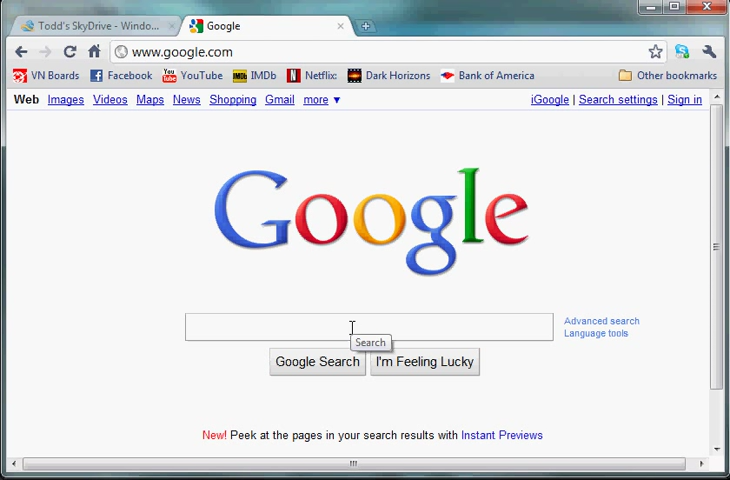 Todd's SkyDrive - Windo...
Google
www.google.com
VN Boards
Facebook
YouTube
IMDb
Netflix:
Dark Horizons
Bank of America
Other bookmarks
Web Images Videos Maps News Shopping Gmail more ▼
iGoogle | Search settings | Sign in
Google
Advanced search
Language tools
Search
Google Search
I'm Feeling Lucky
New! Peek at the pages in your search results with Instant Previews